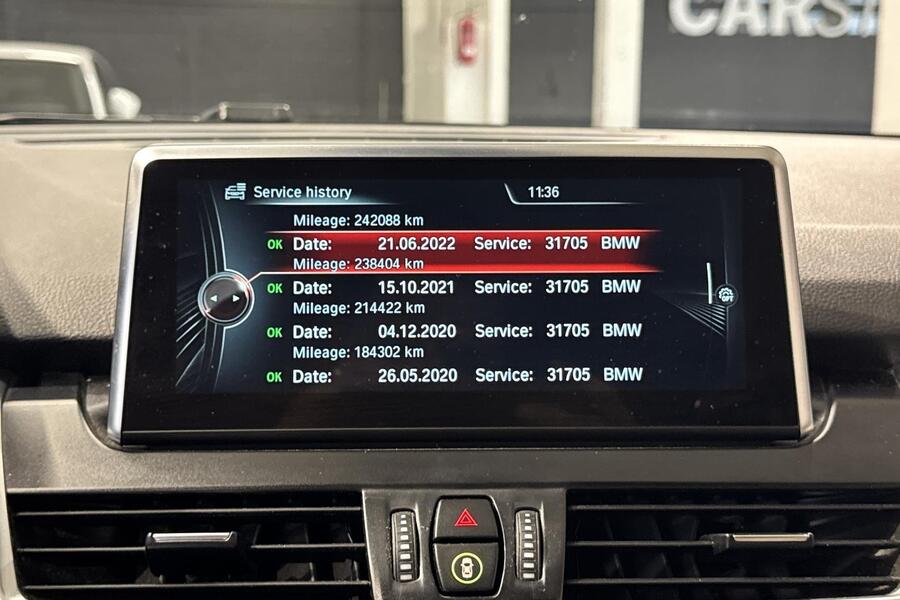 CARS
Service history 11:36
Mileage: 242088 km
OK Date: 21.06.2022 Service: 31705 BMW
Mileage: 238404 km
OK Date: 15.10.2021 Service: 31705 BMW
Mileage: 214422 km
OK Date: 04.12.2020 Service: 31705 BMW
Mileage: 184302 km
OK Date: 26.05.2020 Service: 31705 BMW
OFF